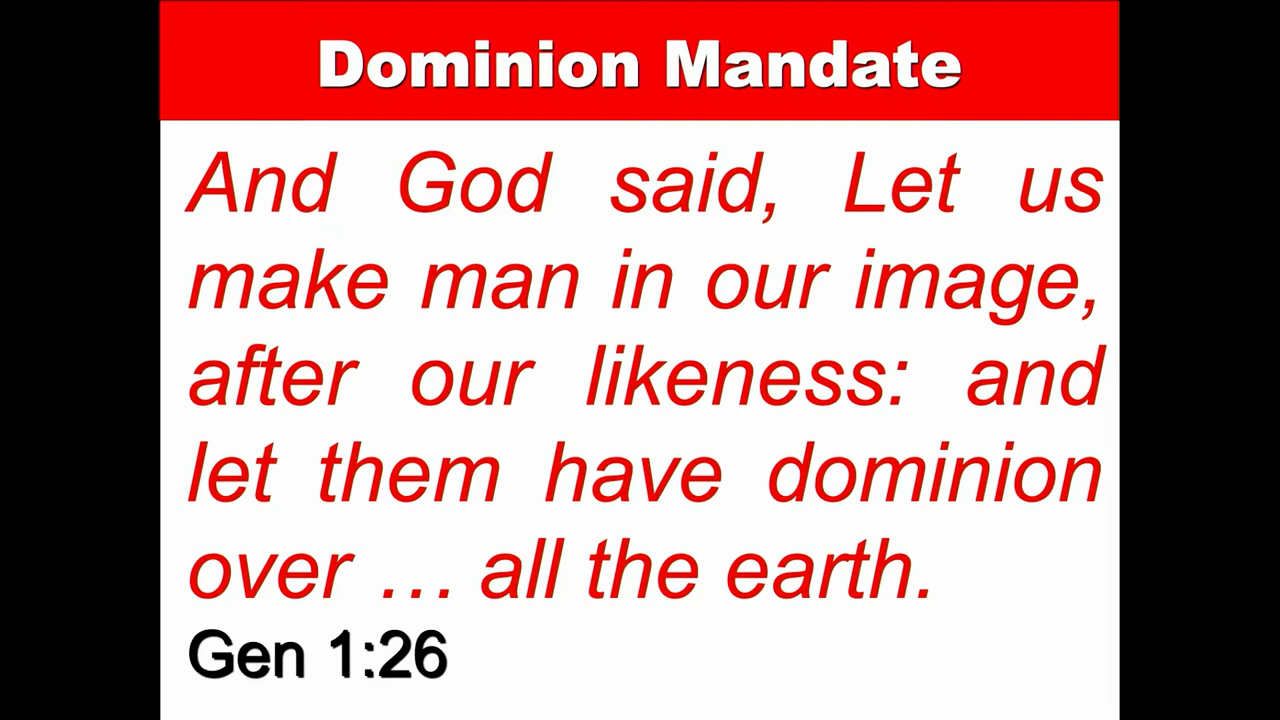 Dominion Mandate
And God said, Let us
make man in our image,
after our likeness: and
let them have dominion
over … all the earth.
Gen 1:26